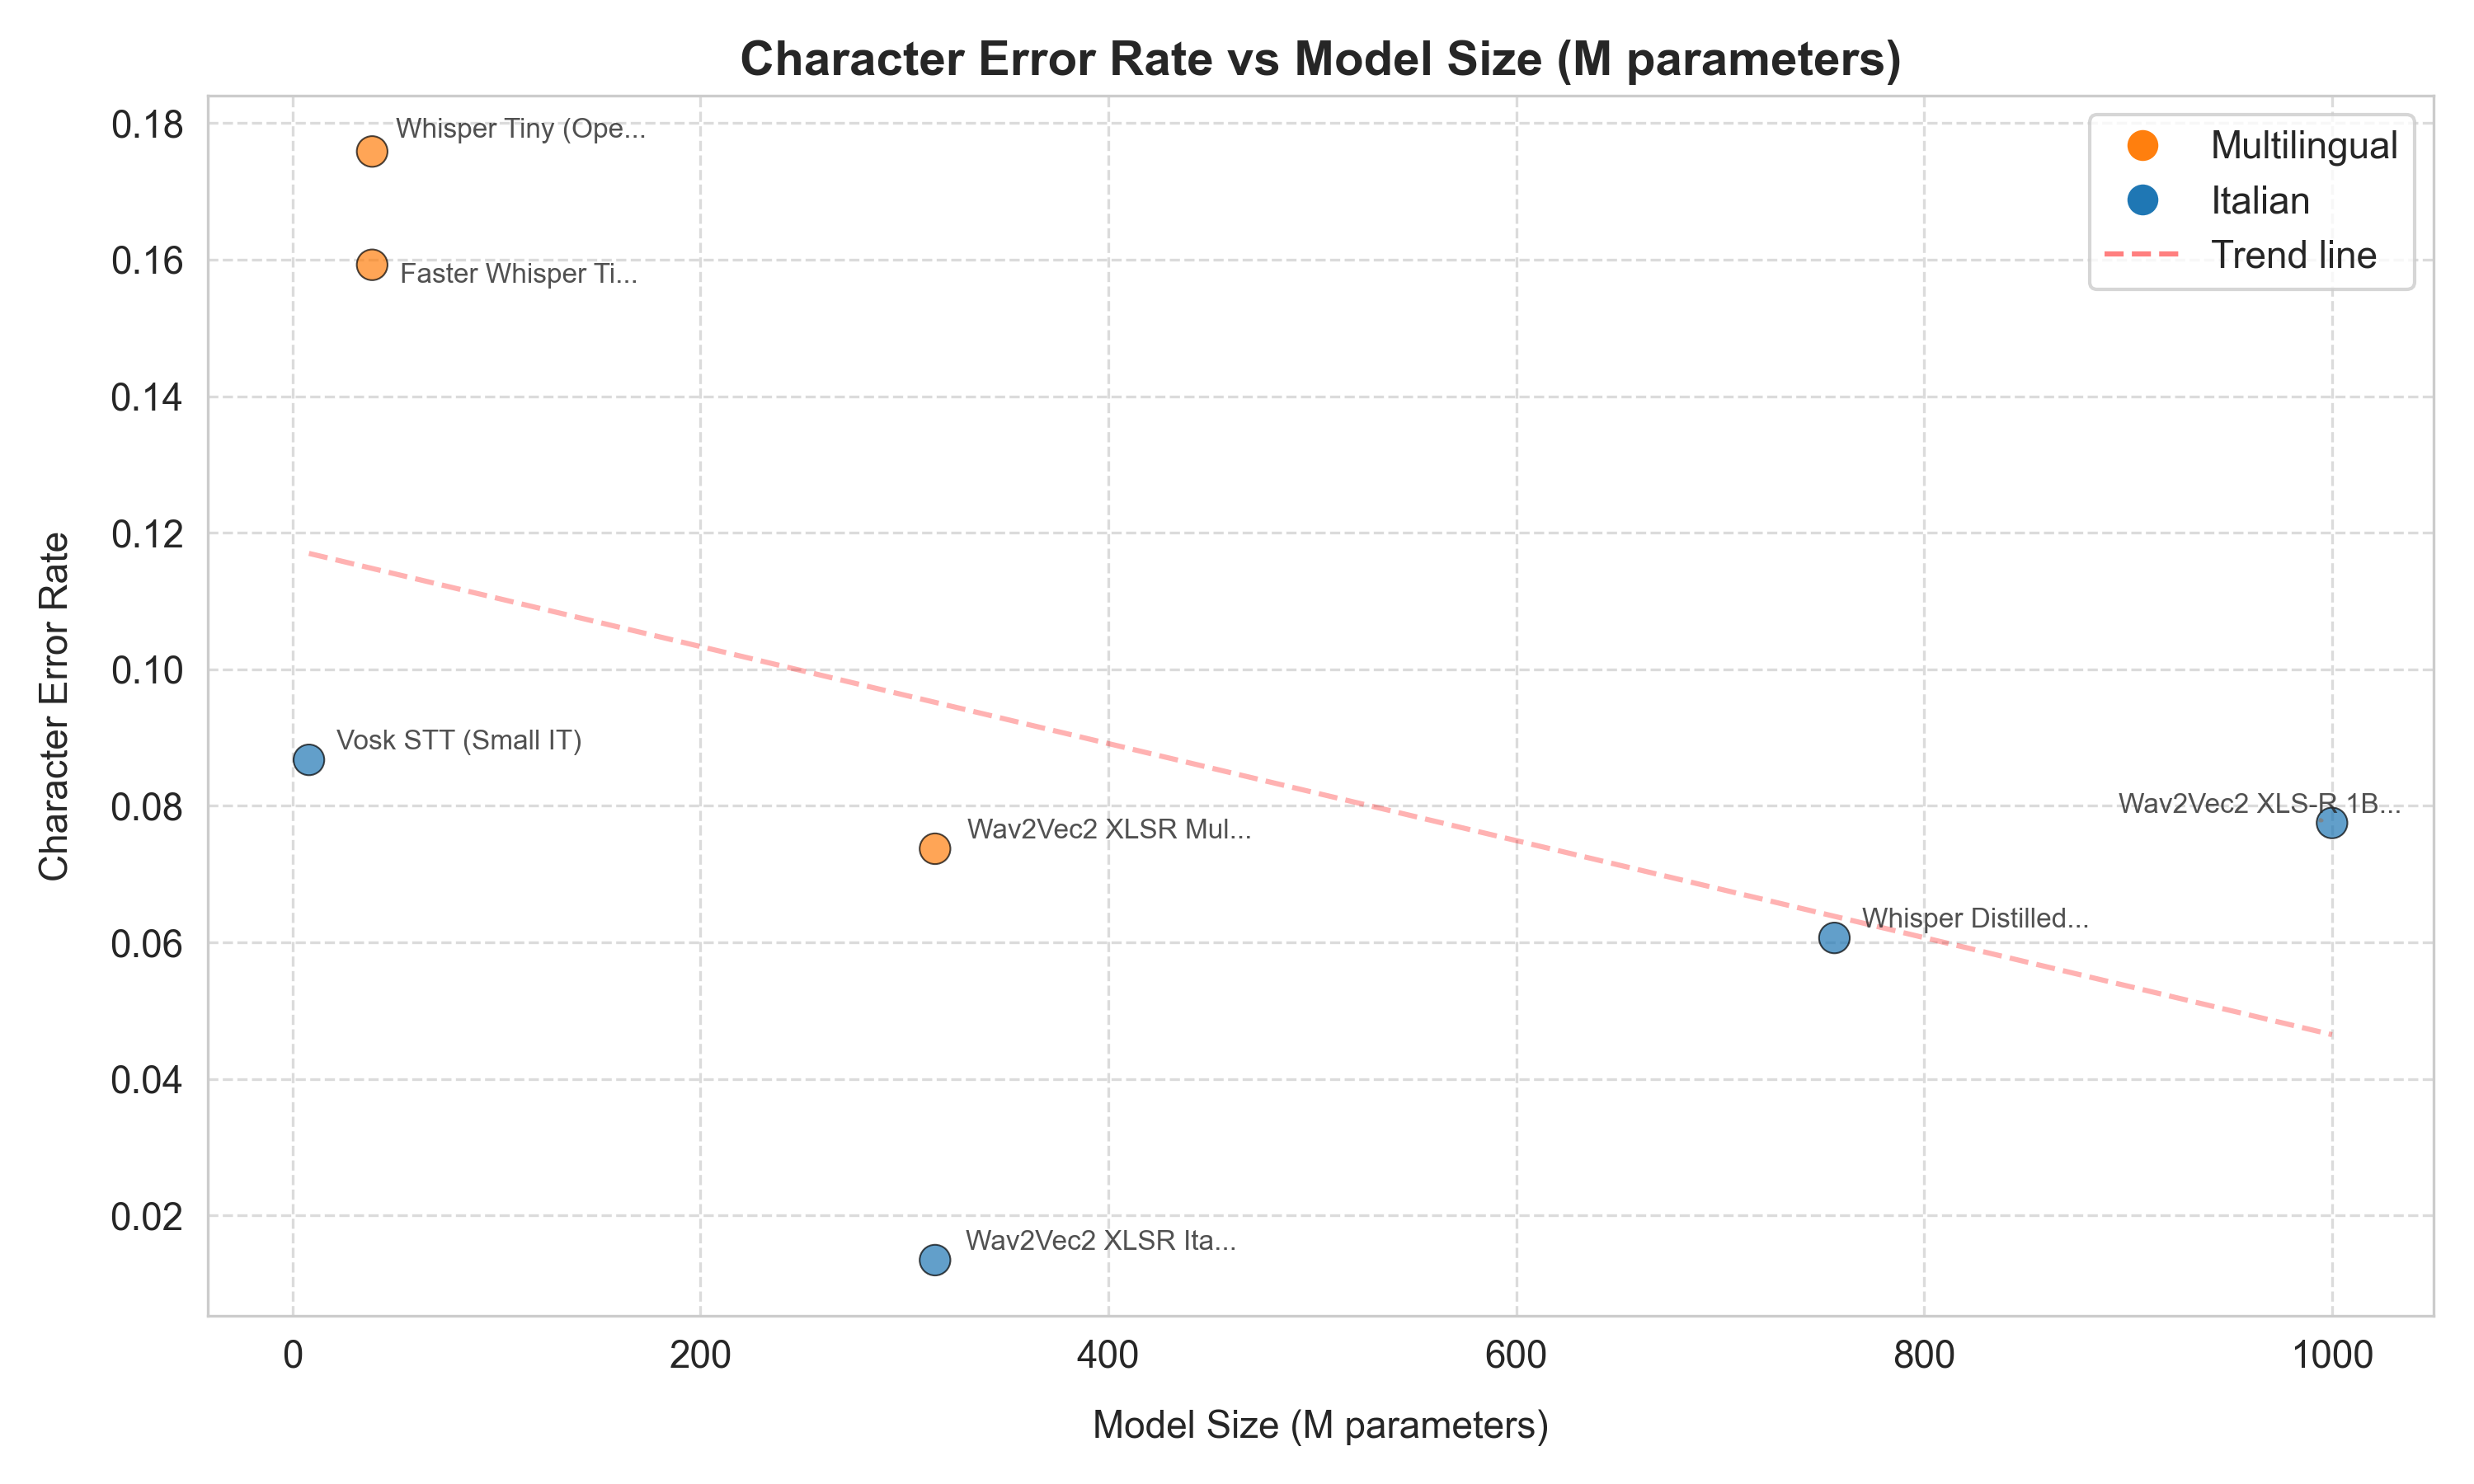 Character Error Rate vs Model Size (M parameters)
Multilingual
Italian
Trend line
Character Error Rate
0.18
0.16
0.14
0.12
0.10
0.08
0.06
0.04
0.02
Whisper Tiny (Ope...
Faster Whisper Ti...
Vosk STT (Small IT)
Wav2Vec2 XLSR Mul...
Wav2Vec2 XLS-R 1B...
Whisper Distilled...
Wav2Vec2 XLSR Ita...
0 200 400 600 800 1000
Model Size (M parameters)